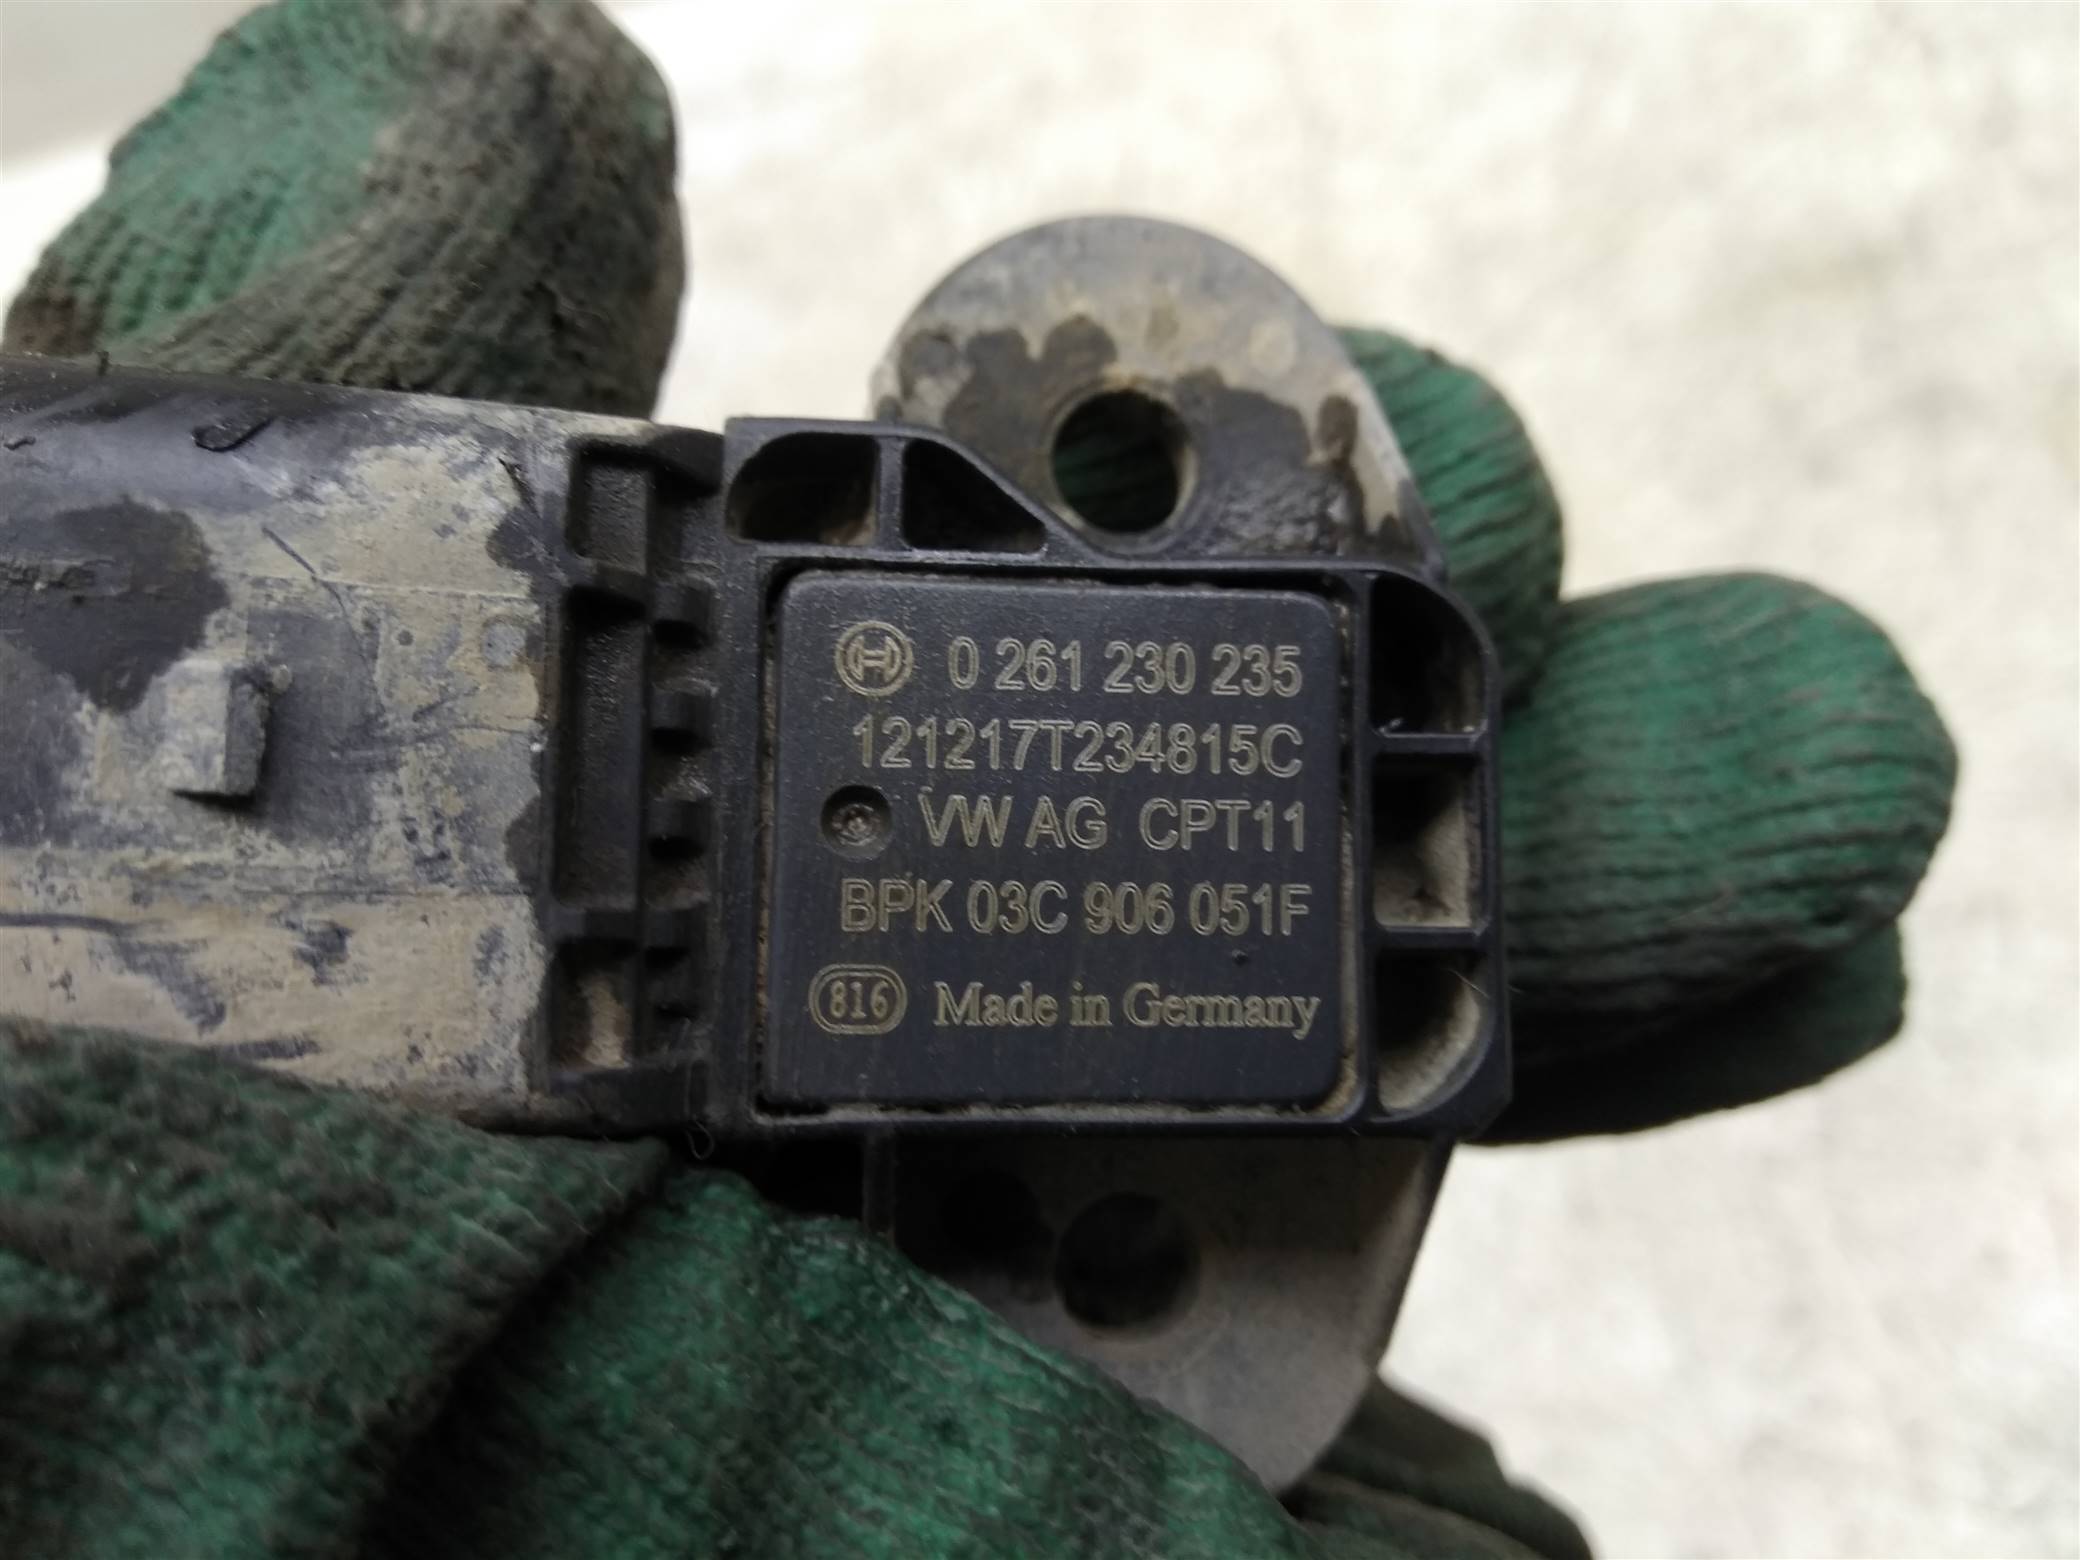 0 261 230 235
121217T234815C
VW AG CPT11
BPK 03C 906 051F
816 Made in Germany